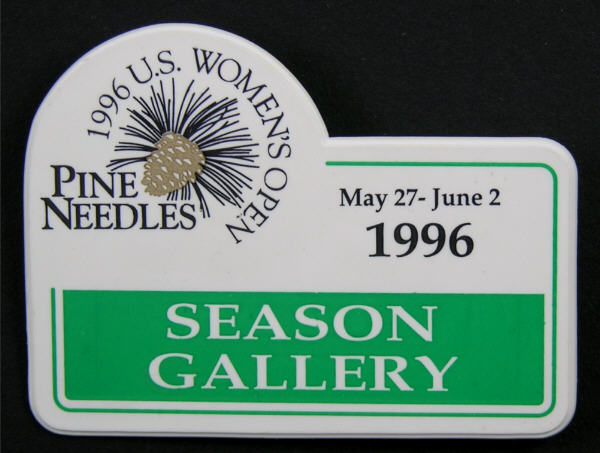 1996 U.S. WOMEN'S OPEN
PINE
NEEDLES
May 27- June 2
1996
SEASON
GALLERY